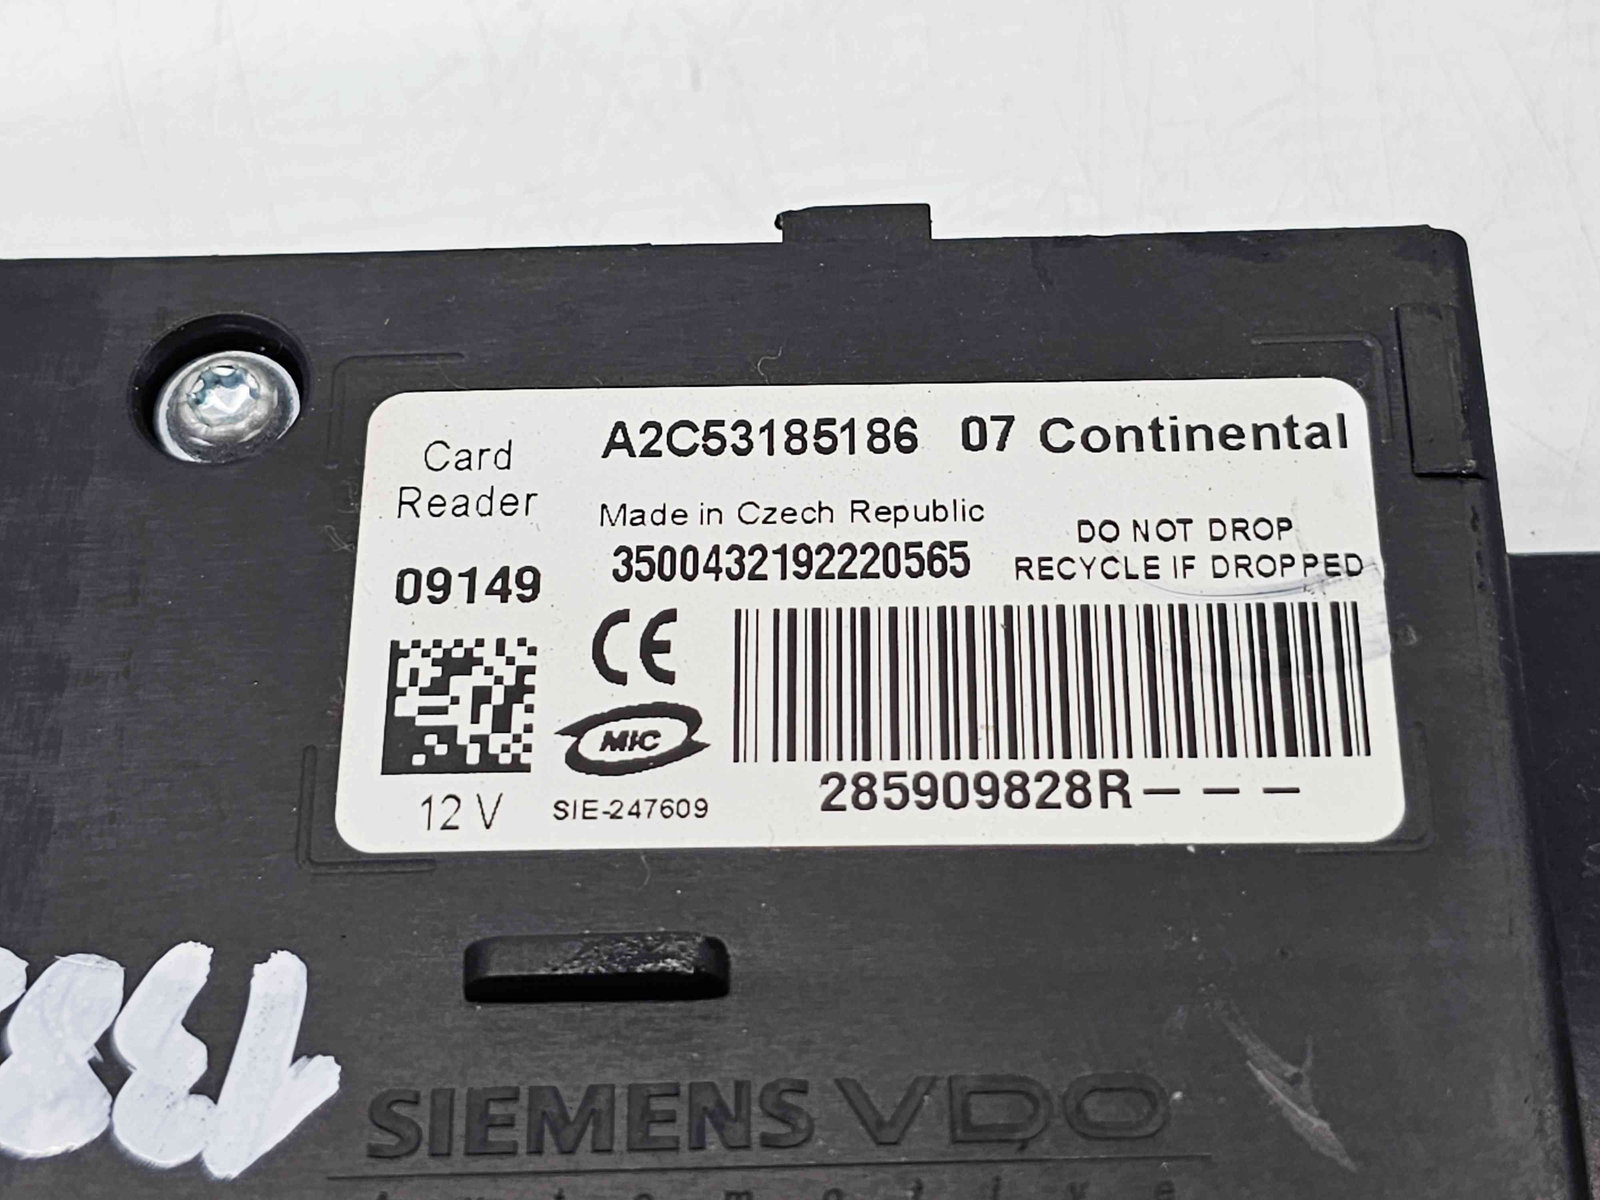 Card
Reader
09149
12 V
A2C53185186 07 Continental
Made in Czech Republic
3500432192220565
DO NOT DROP
RECYCLE IF DROPPED
CE
MIC
SIE-247609
285909828R - - -
SIEMENS VDO